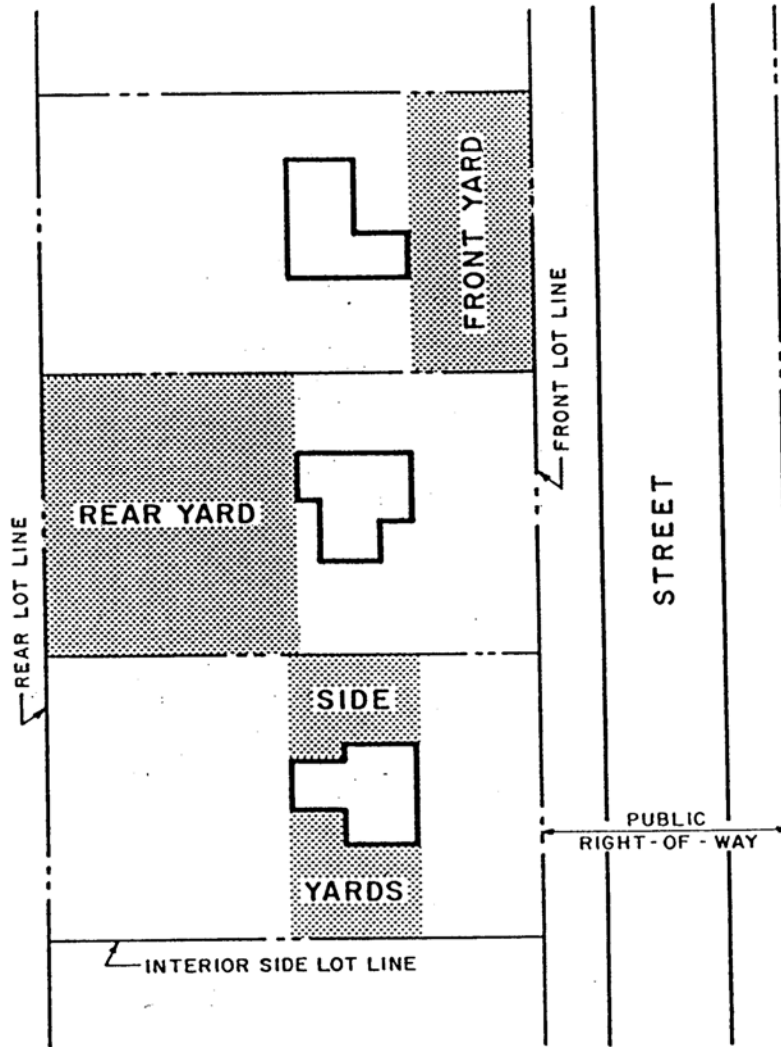 FRONT YARD
FRONT LOT LINE
REAR YARD
STREET
REAR LOT LINE
SIDE
YARDS
PUBLIC
RIGHT-OF-WAY
INTERIOR SIDE LOT LINE